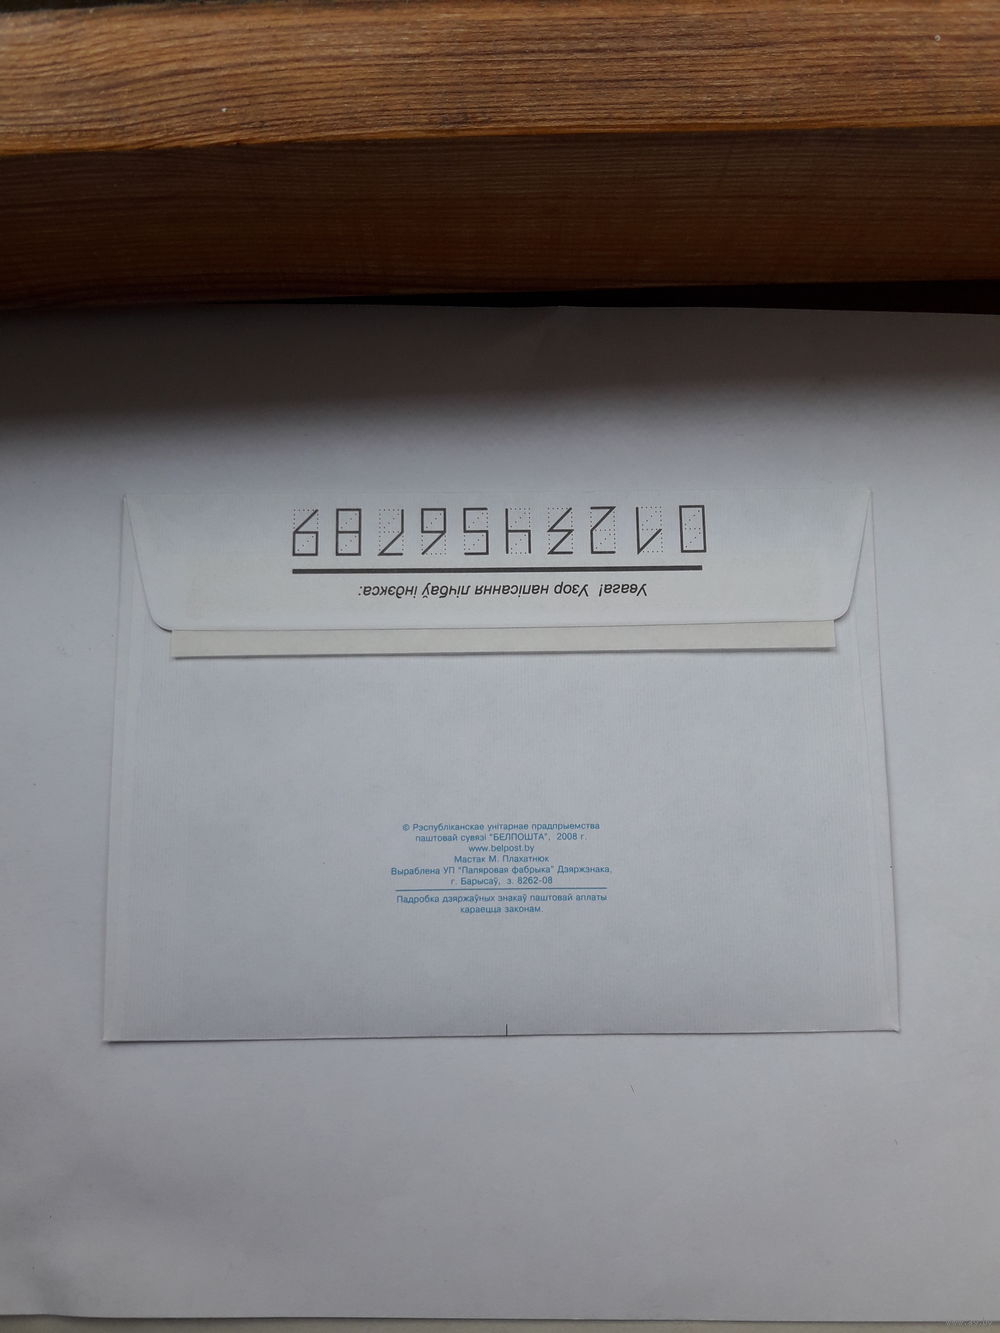 0123456789
Увага! Узор напісання лічбаў індэкса:
© Рэспубліканскае унітарнае прадпрыемства
паштовай сувязі "БЕЛПОШТА", 2008 г.
www.belpost.by
Мастак М. Плахатнюк
Выраблена УП "Папяровая фабрыка" Дзяржзнака,
г. Барысаў, з. 8262-08
Падробка дзяржаўных знакаў паштовай аплаты
караецца законам.